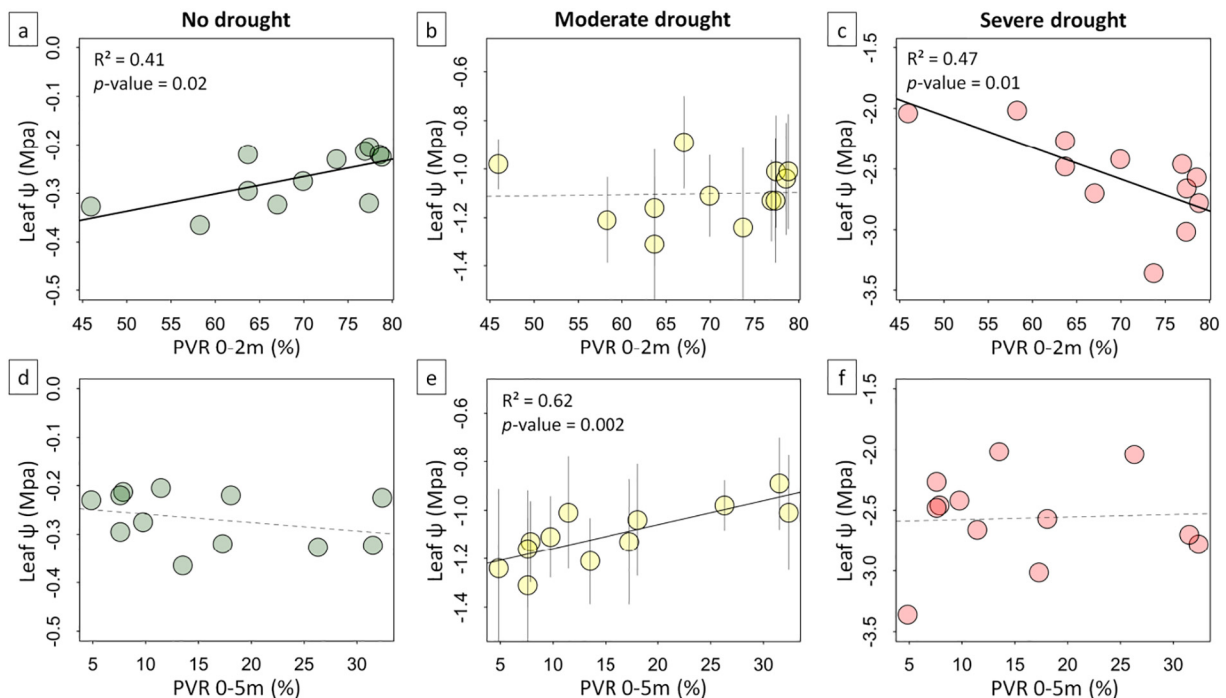 No drought
Moderate drought
Severe drought
a
R² = 0.41
p-value = 0.02
Leaf ψ (Mpa)
0.0
-0.1
-0.2
-0.3
-0.4
-0.5
45 50 55 60 65 70 75 80
PVR 0-2m (%)
b
Leaf ψ (Mpa)
-0.6
-0.8
-1.0
-1.2
-1.4
45 50 55 60 65 70 75 80
PVR 0-2m (%)
c
R² = 0.47
p-value = 0.01
Leaf ψ (Mpa)
-1.5
-2.0
-2.5
-3.0
-3.5
45 50 55 60 65 70 75 80
PVR 0-2m (%)
d
Leaf ψ (Mpa)
0.0
-0.1
-0.2
-0.3
-0.4
-0.5
5 10 15 20 25 30
PVR 0-5m (%)
e
R² = 0.62
p-value = 0.002
Leaf ψ (Mpa)
-0.6
-0.8
-1.0
-1.2
-1.4
5 10 15 20 25 30
PVR 0-5m (%)
f
Leaf ψ (Mpa)
-1.5
-2.0
-2.5
-3.0
-3.5
5 10 15 20 25 30
PVR 0-5m (%)